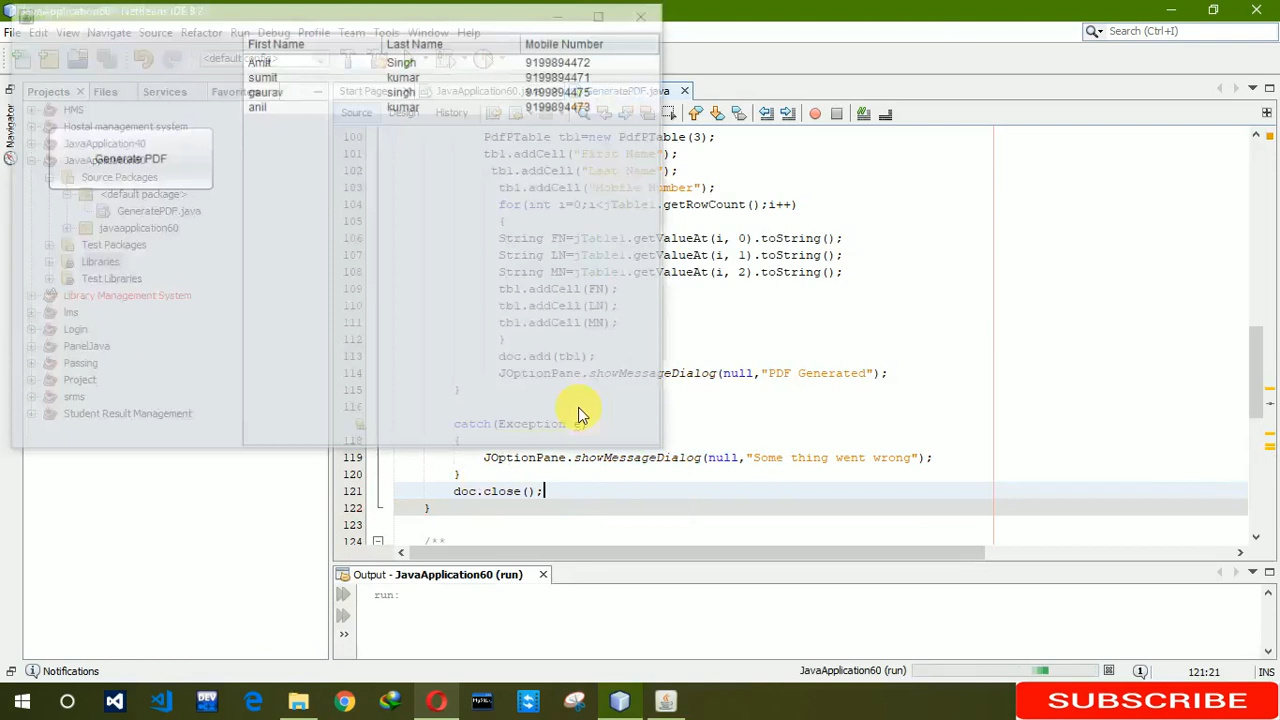 File Edit View Navigate Source Refactor Run Debug Profile Team Tools Window Help
Search (Ctrl+I)
<default config>
First Name Last Name Mobile Number
Amit Singh 9199894472
sumit kumar 9199894471
gaurav singh 9199894475
anil kumar 9199894473
Generate PDF
Projects Files Services Favorites
Navigator
HMS
Hostal management system
JavaApplication40
Source Packages
<default package>
GeneratePDF.java
javaapplication60
Test Packages
Libraries
Test Libraries
Library Management System
lms
Login
PanelJava
Passing
Project
srms
Student Result Management
Start Page JavaApplication60.java GeneratePDF.java
Source Design History
100 PdfPTable tbl=new PdfPTable(3);
101 tbl.addCell("First Name");
102 tbl.addCell("Last Name");
103 tbl.addCell("Mobile Number");
104 for(int i=0;i<jTable1.getRowCount();i++)
105 {
106 String FN=jTable1.getValueAt(i, 0).toString();
107 String LN=jTable1.getValueAt(i, 1).toString();
108 String MN=jTable1.getValueAt(i, 2).toString();
109 tbl.addCell(FN);
110 tbl.addCell(LN);
111 tbl.addCell(MN);
112 }
113 doc.add(tbl);
114 JOptionPane.showMessageDialog(null,"PDF Generated");
115 }
116
catch(Exception e)
118 {
119 JOptionPane.showMessageDialog(null,"Some thing went wrong");
120 }
121 doc.close();
122 }
123
124 /**
Output - JavaApplication60 (run)
run:
Notifications
JavaApplication60 (run)
1
121:21
INS
SUBSCRIBE